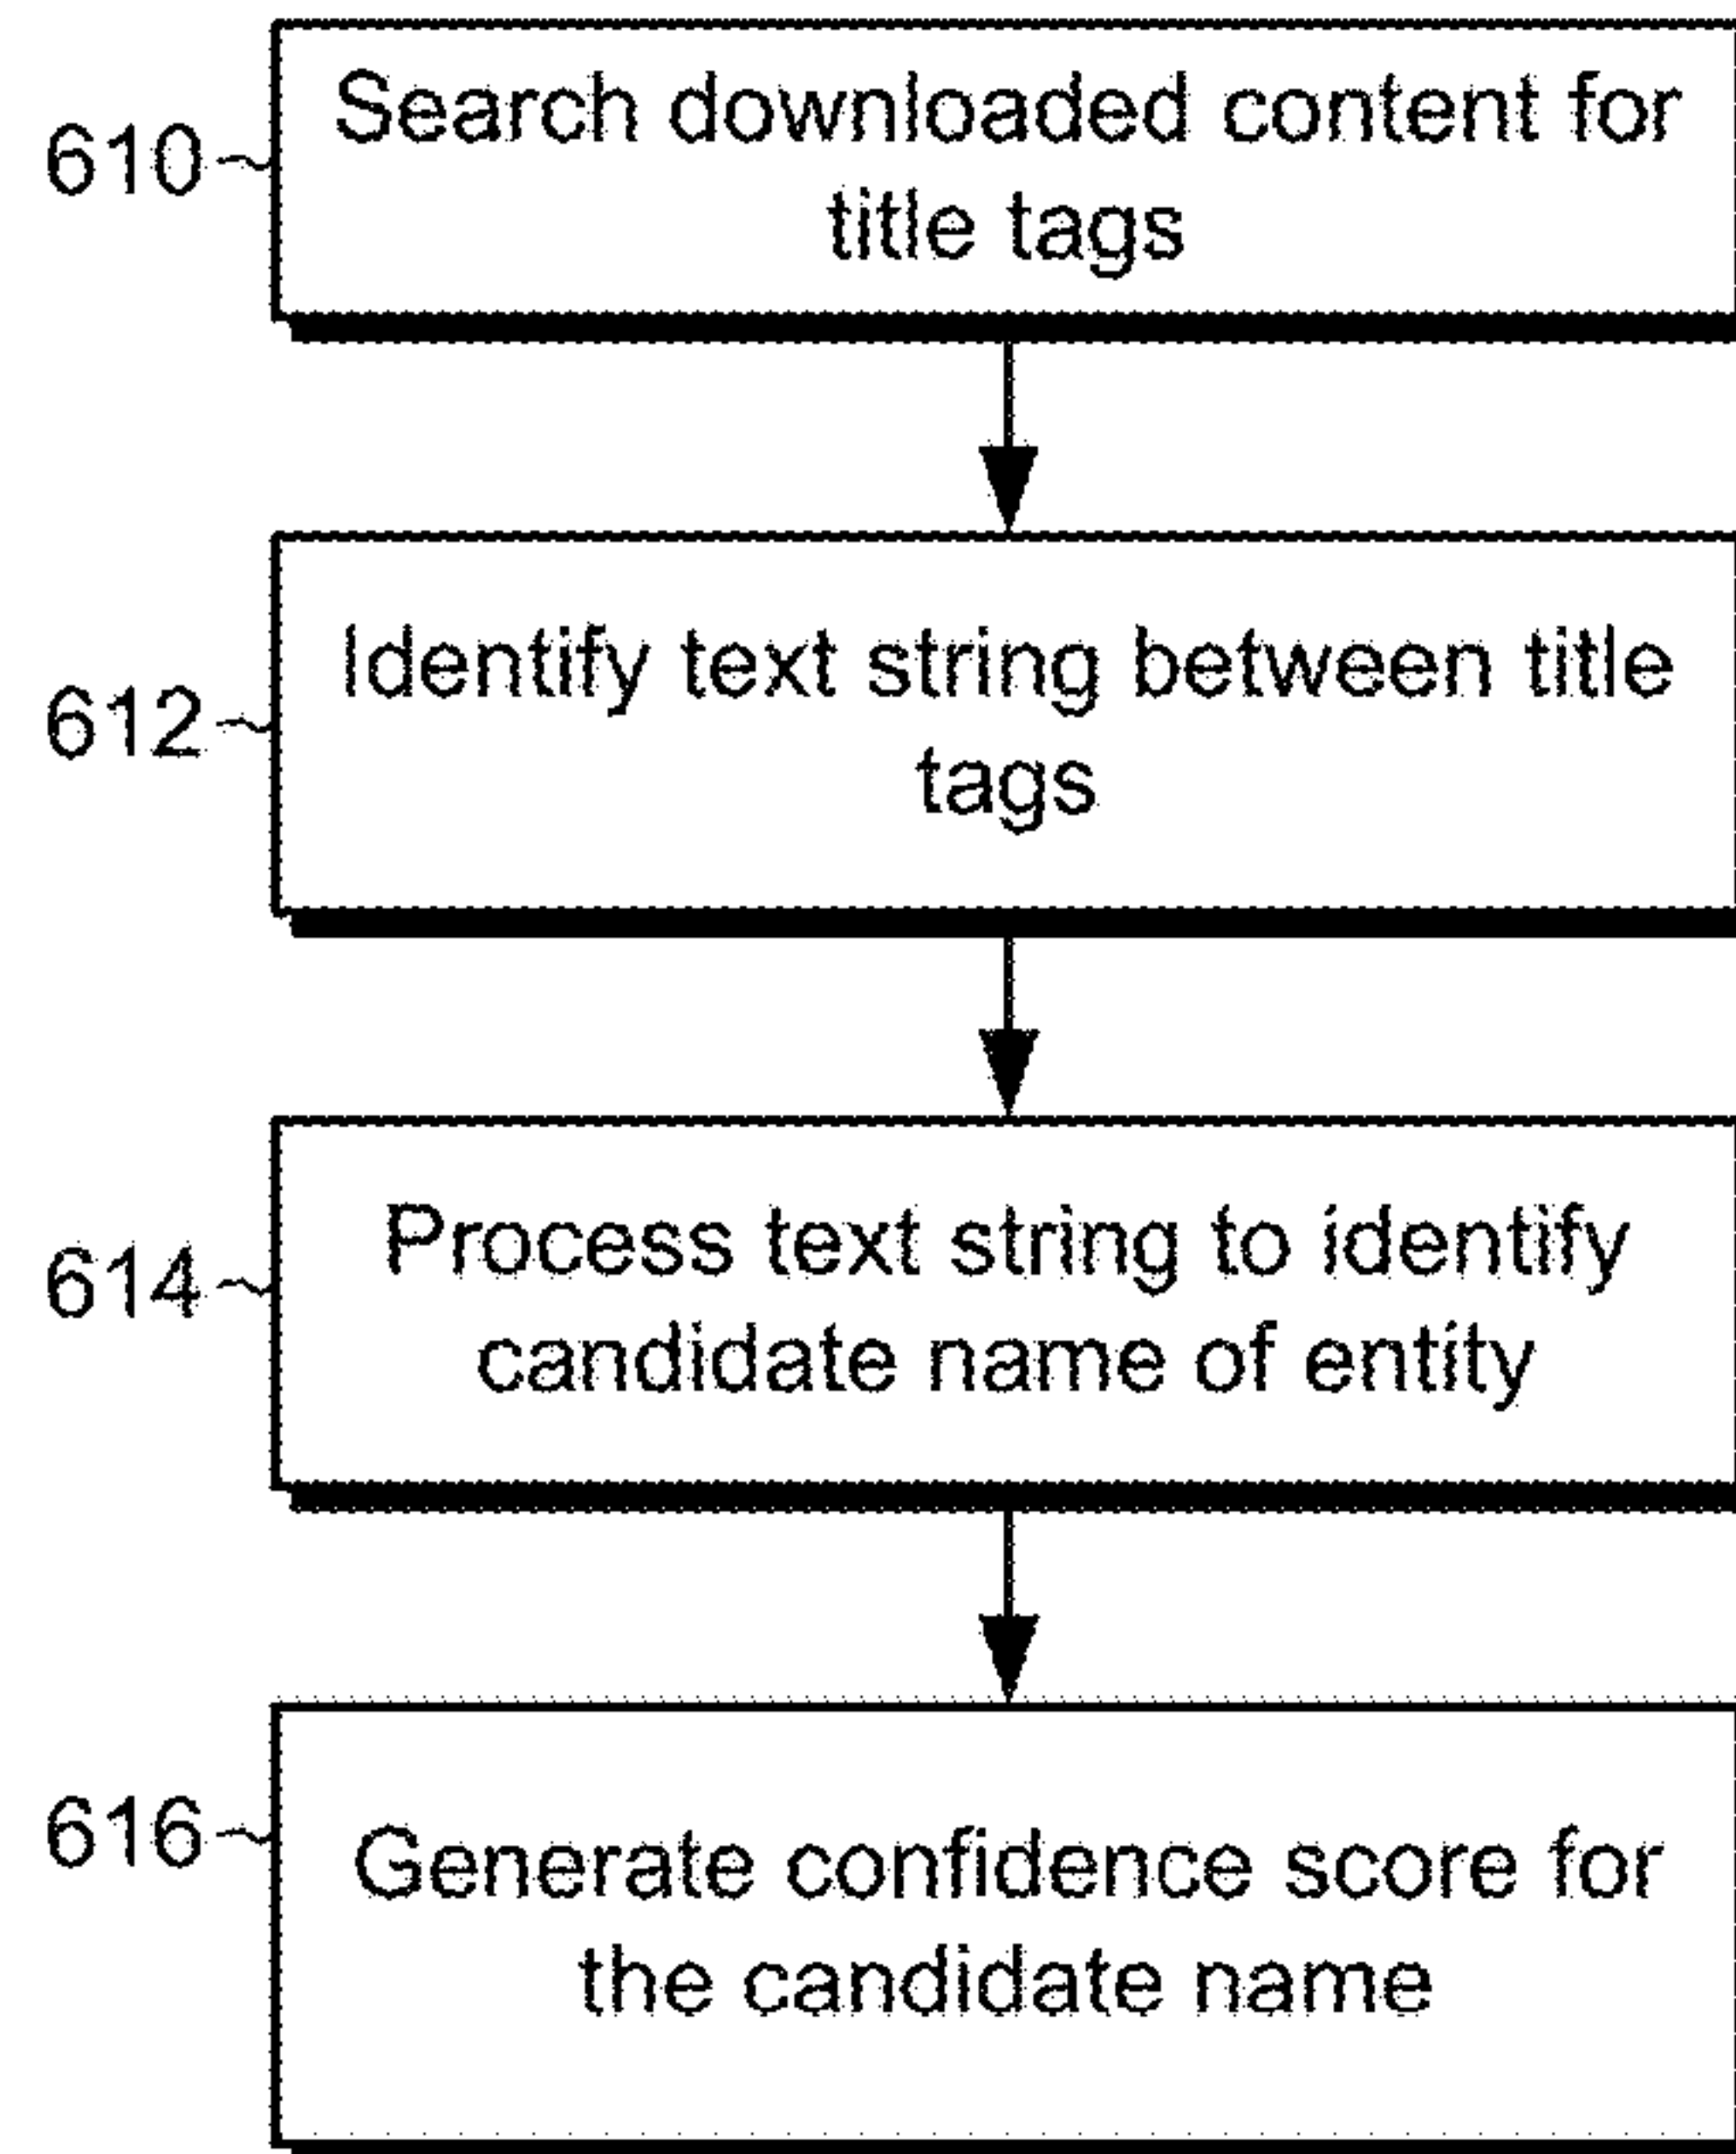 610
Search downloaded content for
title tags
612
Identify text string between title
tags
614
Process text string to identify
candidate name of entity
616
Generate confidence score for
the candidate name